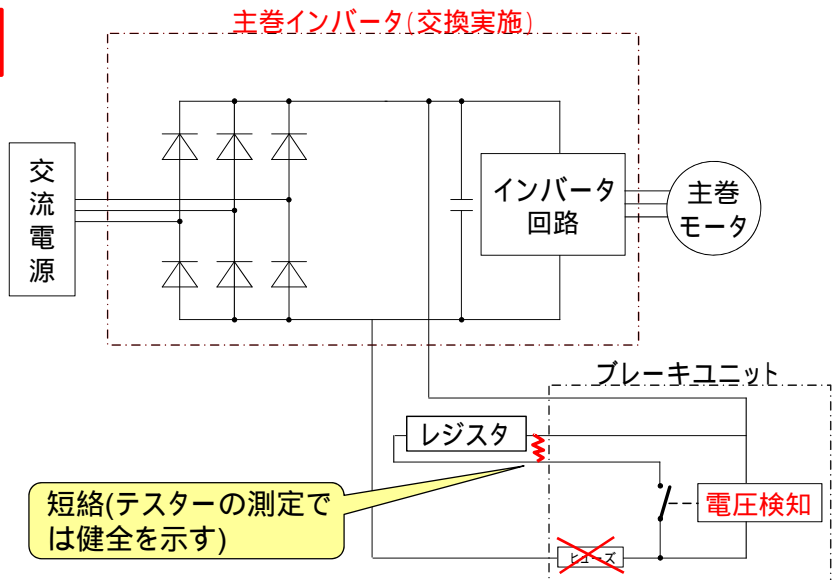 主巻インバータ(交換実施)
交
流
電
源
インバータ
回路
主巻
モータ
ブレーキユニット
レジスタ
短絡(テスターの測定で
は健全を示す)
電圧検知
ヒューズ